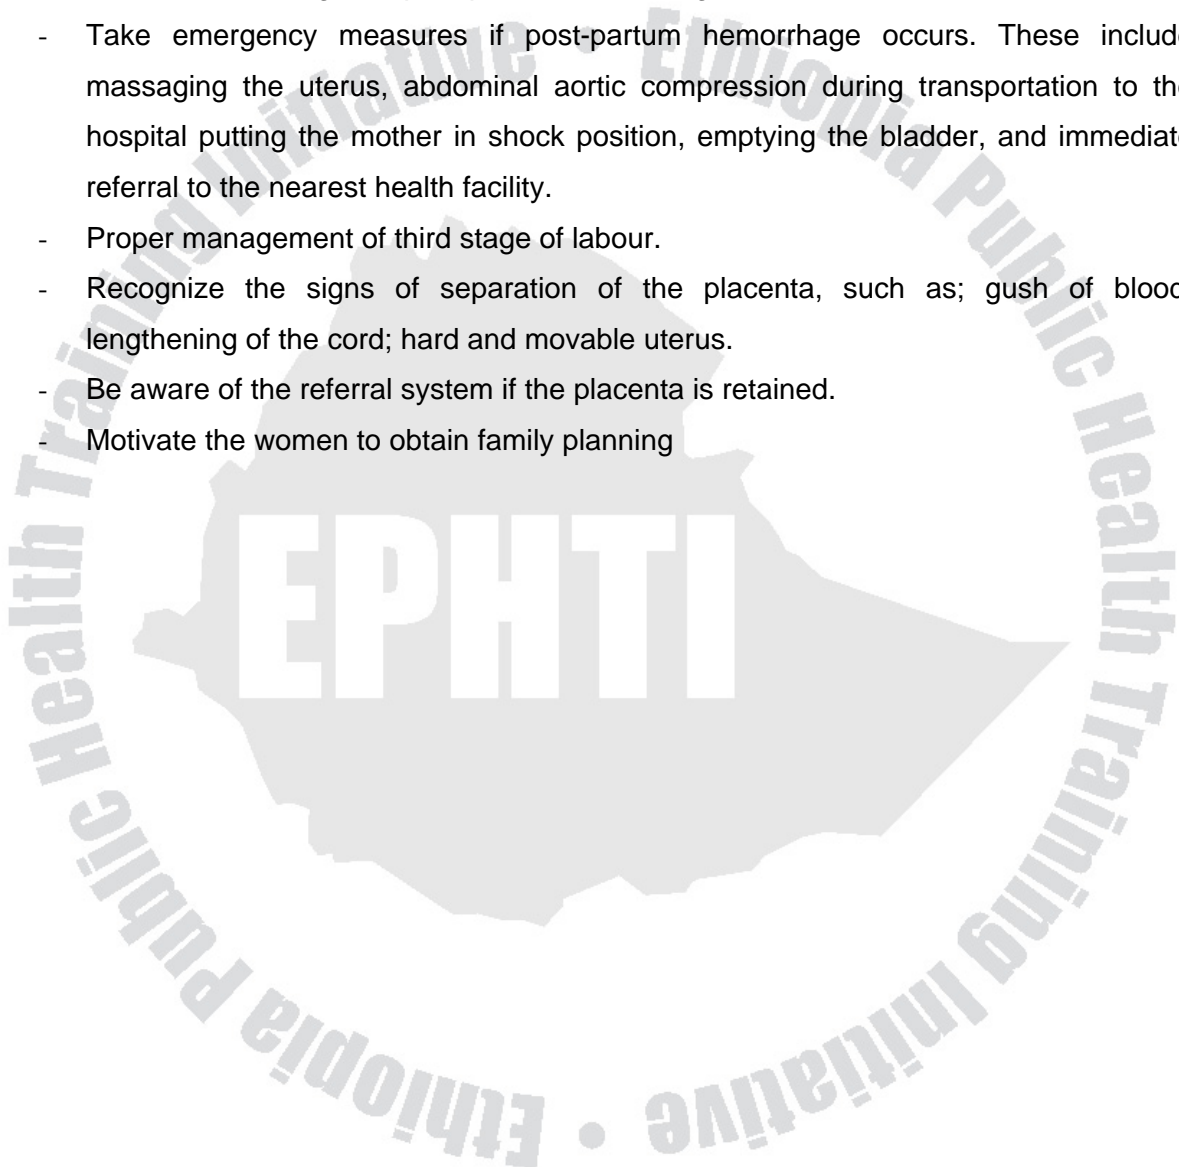 - Take emergency measures if post-partum hemorrhage occurs. These includ
massaging the uterus, abdominal aortic compression during transportation to th
hospital putting the mother in shock position, emptying the bladder, and immediat
referral to the nearest health facility.
- Proper management of third stage of labour.
- Recognize the signs of separation of the placenta, such as; gush of blood
lengthening of the cord; hard and movable uterus.
- Be aware of the referral system if the placenta is retained.
- Motivate the women to obtain family planning
EPHTI
Ethiopia Public Health Training Initiative •
Ethiopia Public Health Training Initiative •